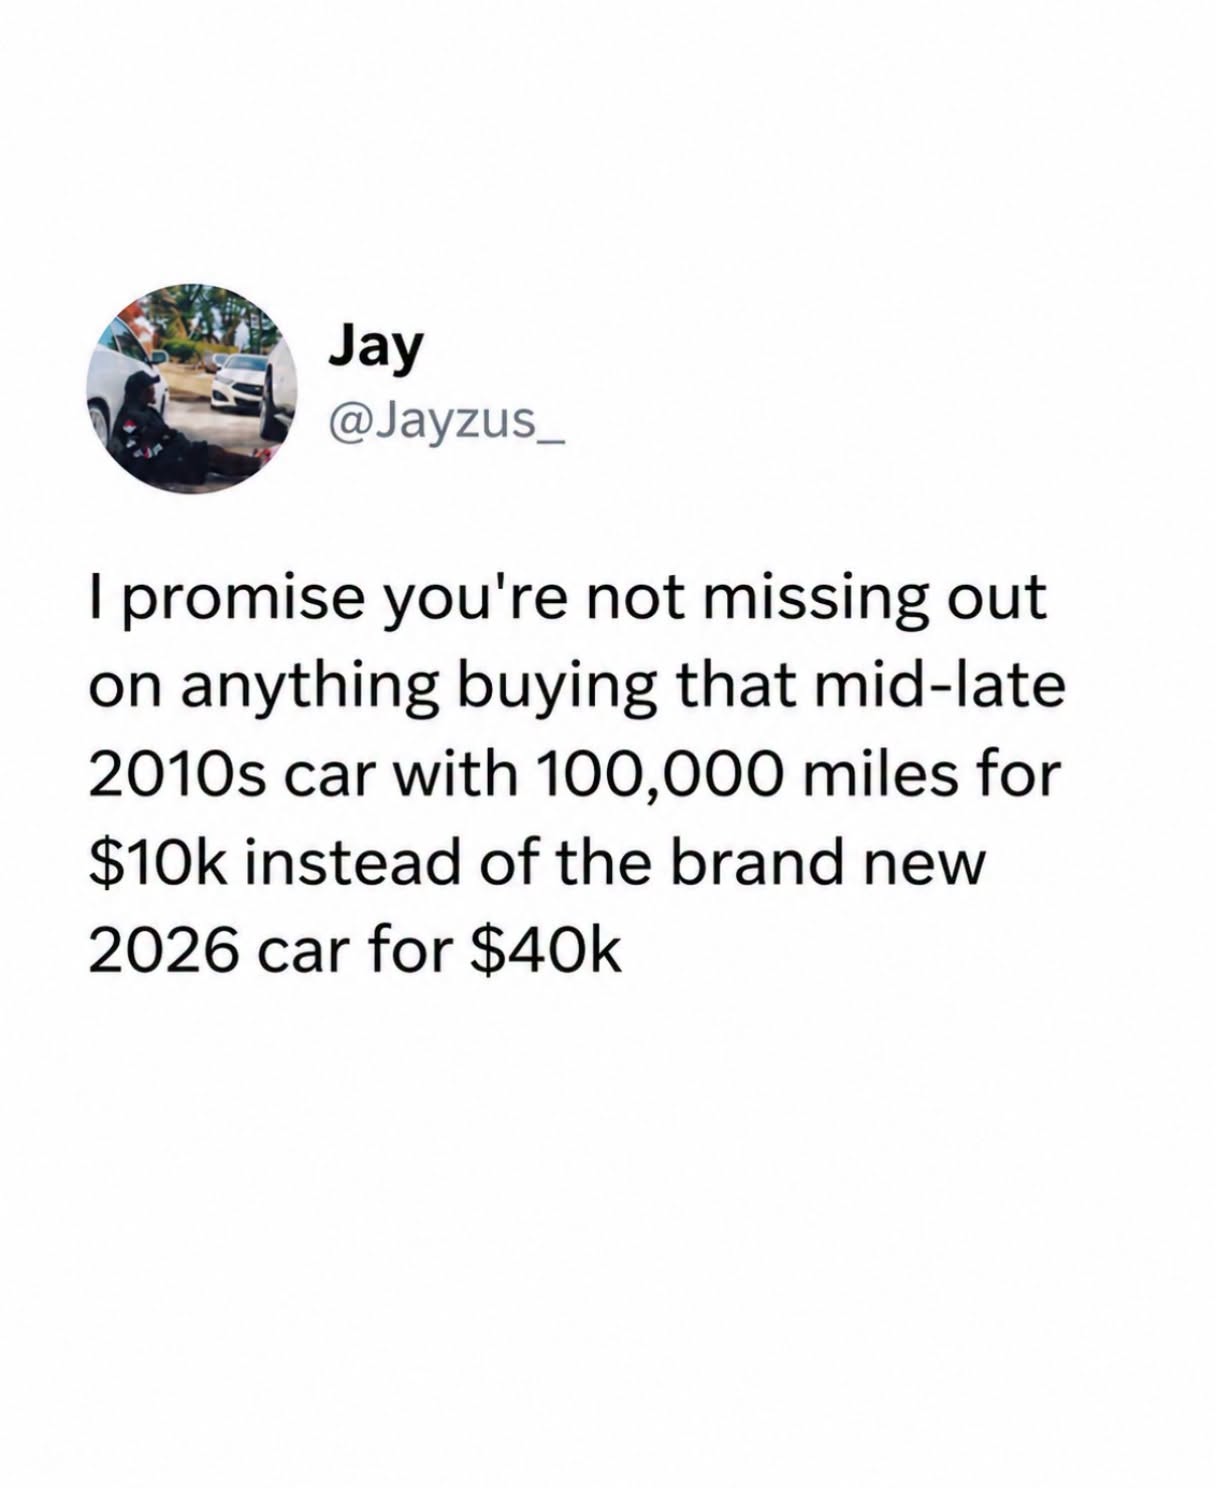 Jay
@Jayzus_
I promise you're not missing out
on anything buying that mid-late
2010s car with 100,000 miles for
$10k instead of the brand new
2026 car for $40k